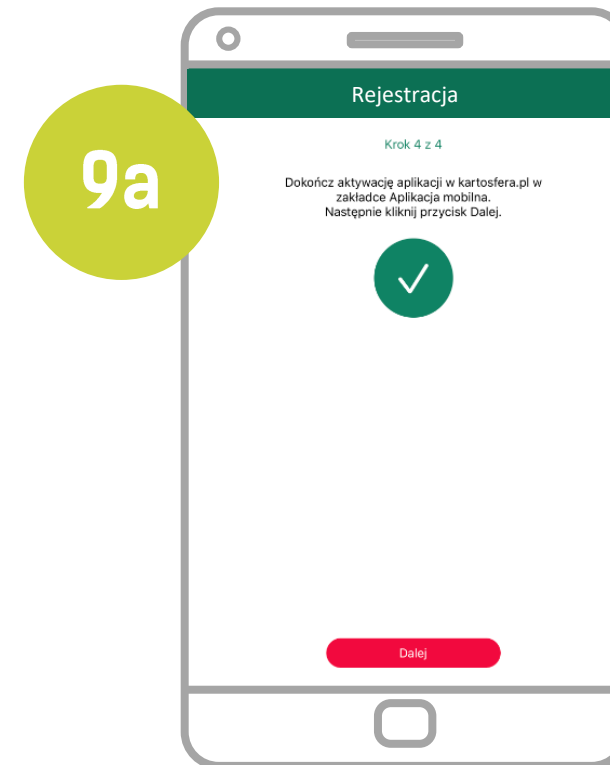 9a
Rejestracja
Krok 4 z 4
Dokończ aktywację aplikacji w kartosfera.pl w
zakładce Aplikacja mobilna.
Następnie kliknij przycisk Dalej.
Dalej